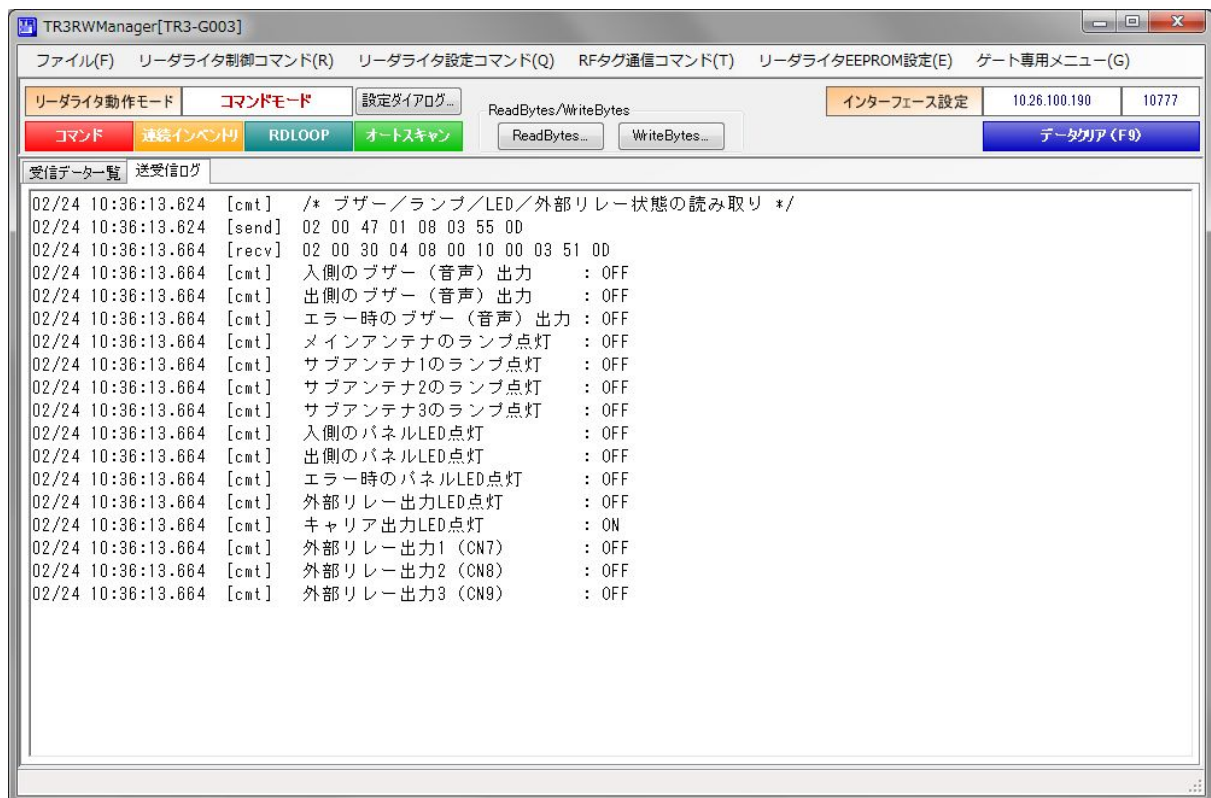 TR3RWManager[TR3-G003]
ファイル(F) リーダライタ制御コマンド(R) リーダライタ設定コマンド(Q) RFタグ通信コマンド(T) リーダライタEEPROM設定(E) ゲート専用メニュー(G)
リーダライタ動作モード コマンドモード 設定ダイアログ... ReadBytes/WriteBytes インターフェース設定 10.26.100.190 10777
コマンド 連続インベントリ RDLOOP オートスキャン ReadBytes... WriteBytes... データクリア(F9)
受信データ一覧 送受信ログ
02/24 10:36:13.624 [cmt] /* ブザー/ランプ/LED/外部リレー状態の読み取り */
02/24 10:36:13.624 [send] 02 00 47 01 08 03 55 0D
02/24 10:36:13.664 [recv] 02 00 30 04 08 00 10 00 03 51 0D
02/24 10:36:13.664 [cmt] 入側のブザー(音声)出力 : OFF
02/24 10:36:13.664 [cmt] 出側のブザー(音声)出力 : OFF
02/24 10:36:13.664 [cmt] エラー時のブザー(音声)出力 : OFF
02/24 10:36:13.664 [cmt] メインアンテナのランプ点灯 : OFF
02/24 10:36:13.664 [cmt] サブアンテナ1のランプ点灯 : OFF
02/24 10:36:13.664 [cmt] サブアンテナ2のランプ点灯 : OFF
02/24 10:36:13.664 [cmt] サブアンテナ3のランプ点灯 : OFF
02/24 10:36:13.664 [cmt] 入側のパネルLED点灯 : OFF
02/24 10:36:13.664 [cmt] 出側のパネルLED点灯 : OFF
02/24 10:36:13.664 [cmt] エラー時のパネルLED点灯 : OFF
02/24 10:36:13.664 [cmt] 外部リレー出力LED点灯 : OFF
02/24 10:36:13.664 [cmt] キャリア出力LED点灯 : ON
02/24 10:36:13.664 [cmt] 外部リレー出力1(CN7) : OFF
02/24 10:36:13.664 [cmt] 外部リレー出力2(CN8) : OFF
02/24 10:36:13.664 [cmt] 外部リレー出力3(CN9) : OFF